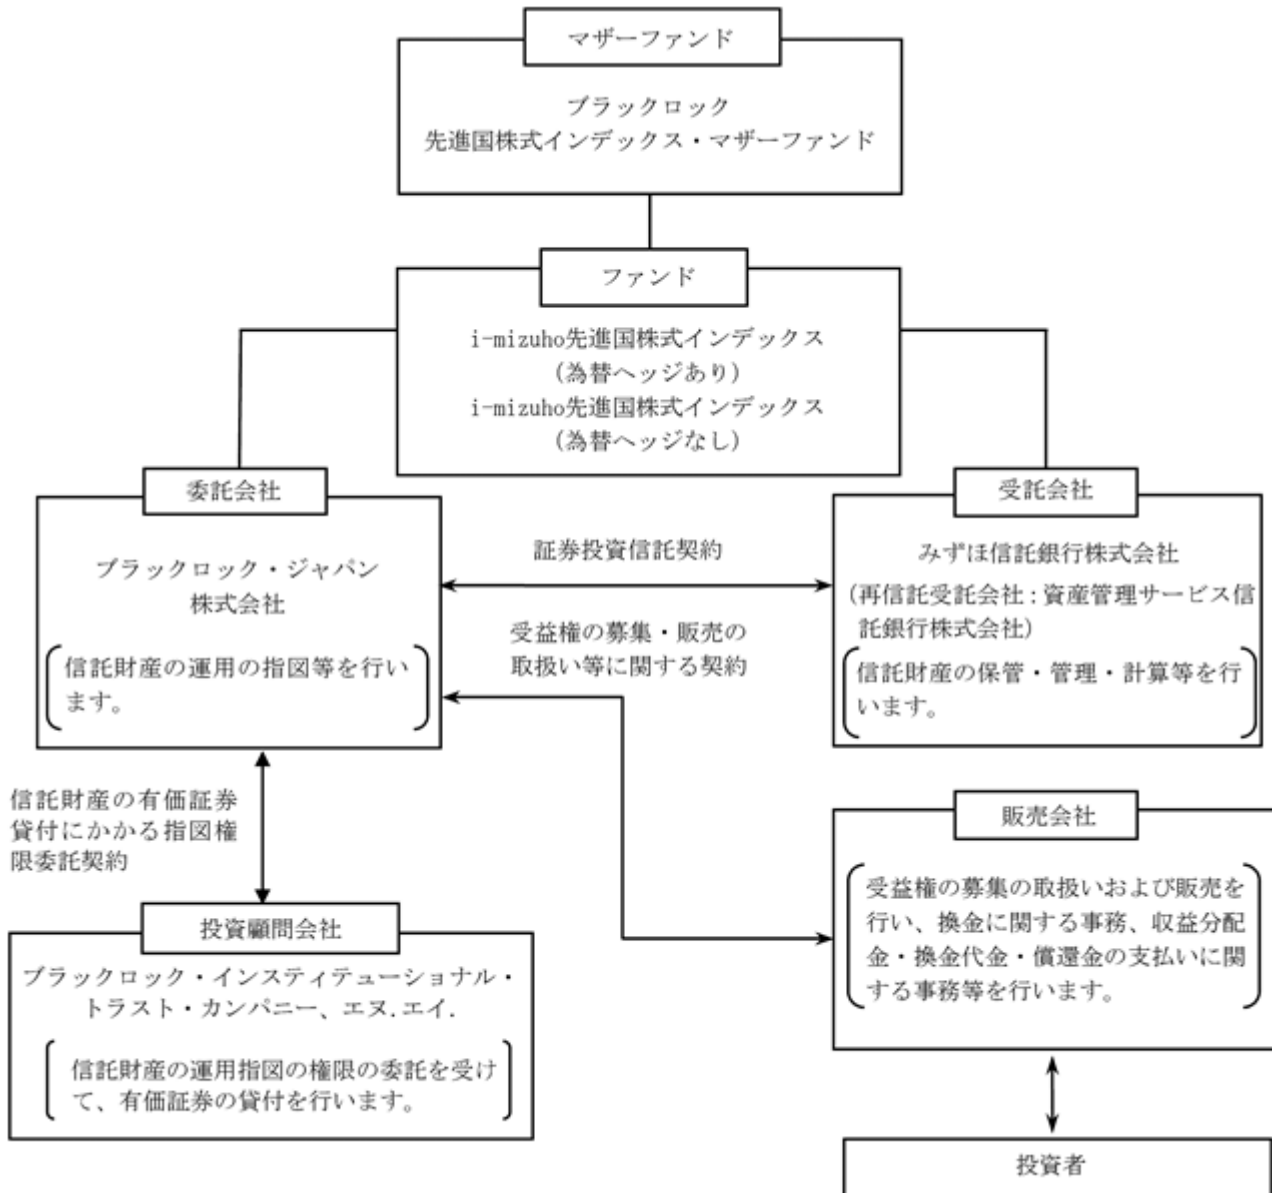 マザーファンド
ブラックロック
先進国株式インデックス・マザーファンド
ファンド
i-mizuho先進国株式インデックス
（為替ヘッジあり）
i-mizuho先進国株式インデックス
（為替ヘッジなし）
委託会社
ブラックロック・ジャパン
株式会社
信託財産の運用の指図等を行い
ます。
証券投資信託契約
受益権の募集・販売の
取扱い等に関する契約
受託会社
みずほ信託銀行株式会社
（再信託受託会社：資産管理サービス信
託銀行株式会社）
信託財産の保管・管理・計算等を行
います。
信託財産の有価証券
貸付にかかる指図権
限委託契約
投資顧問会社
ブラックロック・インスティテューショナル・
トラスト・カンパニー、エヌ.エイ.
信託財産の運用指図の権限の委託を受け
て、有価証券の貸付を行います。
販売会社
受益権の募集の取扱いおよび販売を
行い、換金に関する事務、収益分配
金・換金代金・償還金の支払いに関
する事務等を行います。
投資者